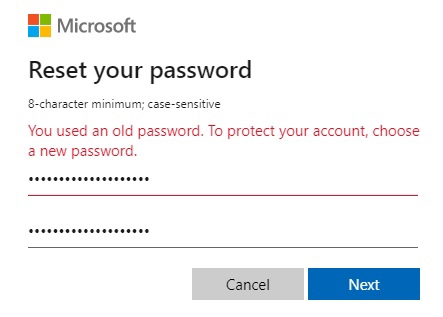 Microsoft
Reset your password
8-character minimum; case-sensitive
You used an old password. To protect your account, choose
a new password.
••••••••••••••••••••
••••••••••••••••••••
Cancel Next